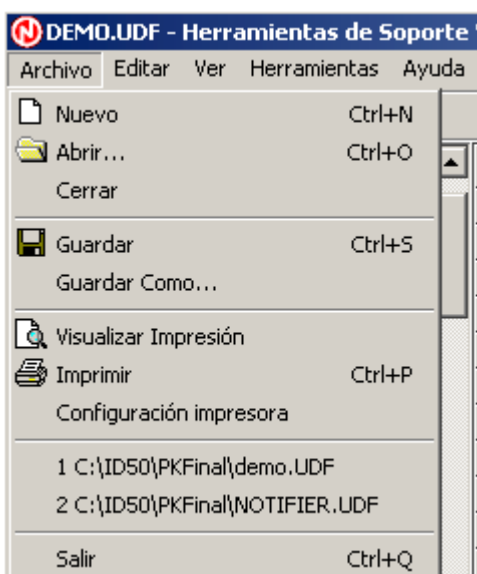 DEMO.UDF - Herramientas de Soporte
Archivo Editar Ver Herramientas Ayuda
Nuevo Ctrl+N
Abrir... Ctrl+O
Cerrar
Guardar Ctrl+S
Guardar Como...
Visualizar Impresión
Imprimir Ctrl+P
Configuración impresora
1 C:\ID50\PKFinal\demo.UDF
2 C:\ID50\PKFinal\NOTIFIER.UDF
Salir Ctrl+Q